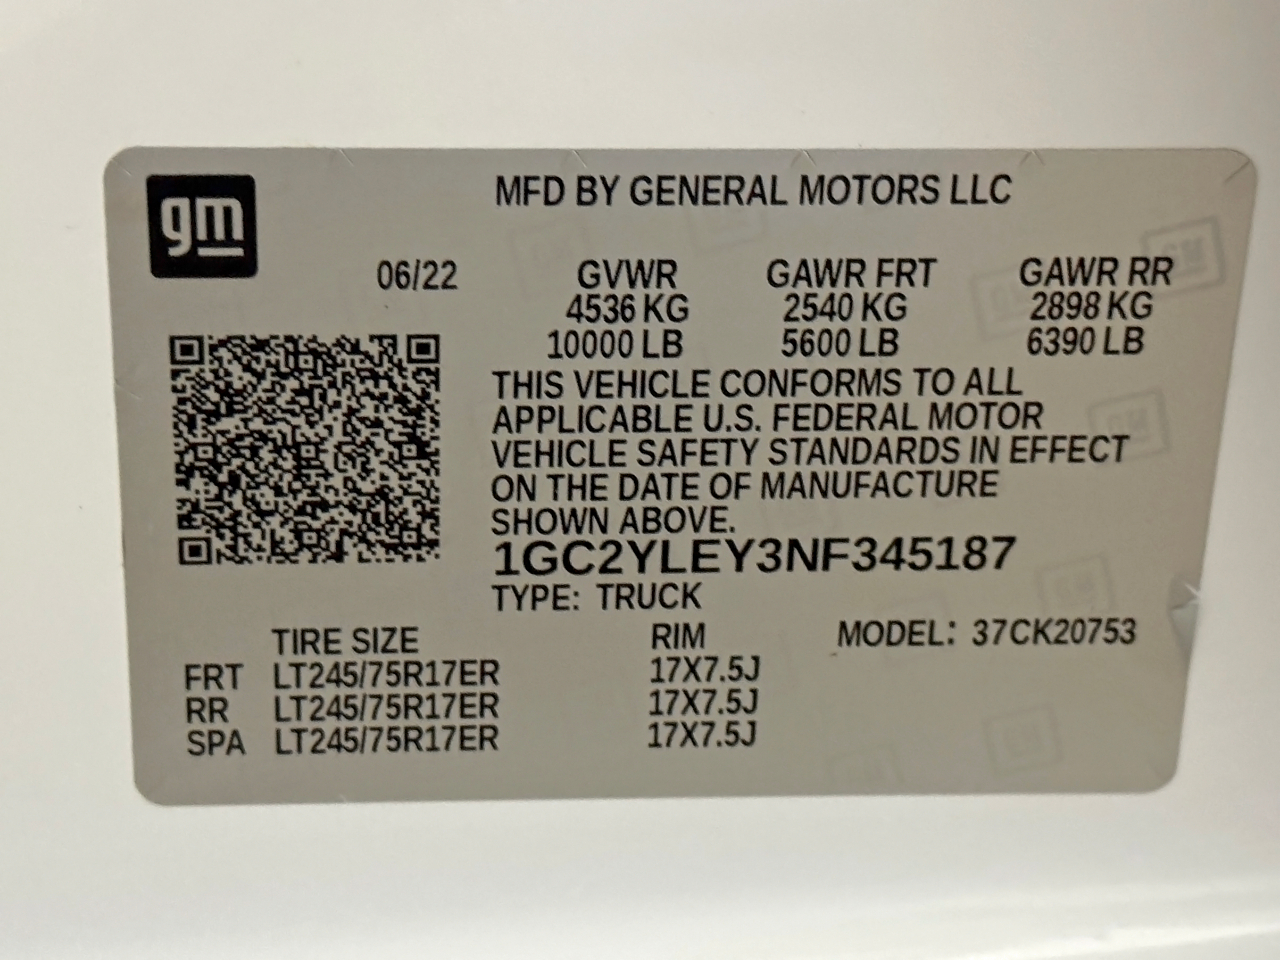 gm
MFD BY GENERAL MOTORS LLC
06/22 GVWR GAWR FRT GAWR RR
4536 KG 2540 KG 2898 KG
10000 LB 5600 LB 6390 LB
THIS VEHICLE CONFORMS TO ALL
APPLICABLE U.S. FEDERAL MOTOR
VEHICLE SAFETY STANDARDS IN EFFECT
ON THE DATE OF MANUFACTURE
SHOWN ABOVE.
1GC2YLEY3NF345187
TYPE: TRUCK
TIRE SIZE RIM MODEL: 37CK20753
FRT LT245/75R17ER 17X7.5J
RR LT245/75R17ER 17X7.5J
SPA LT245/75R17ER 17X7.5J